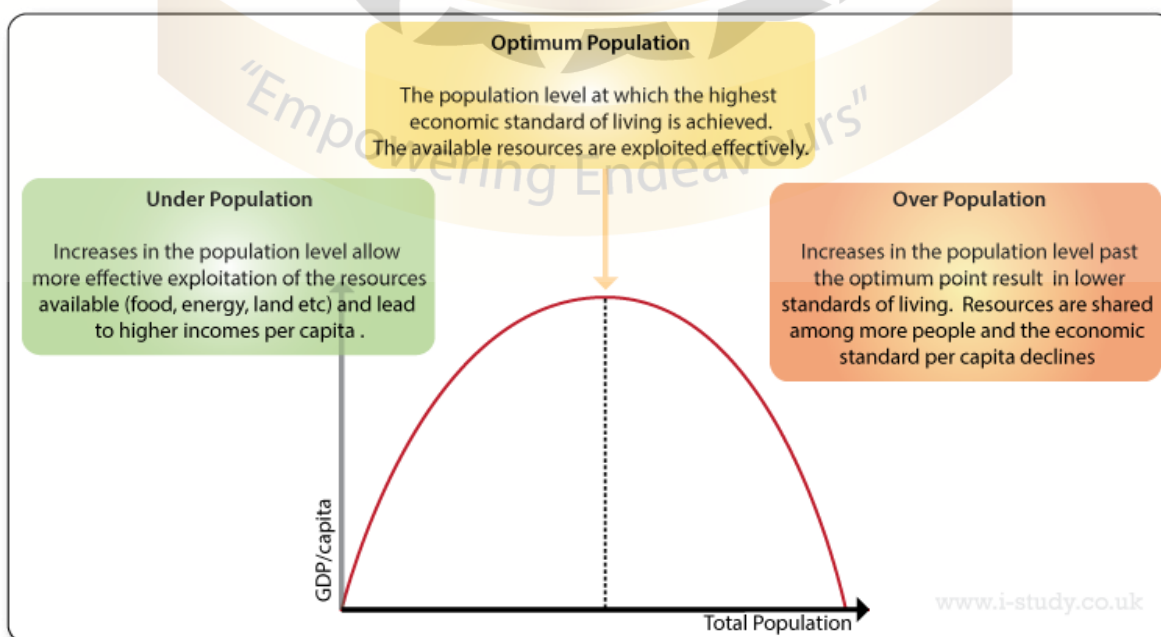 Optimum Population
The population level at which the highest
economic standard of living is achieved.
The available resources are exploited effectively.
"Empowering Endeavours"
Under Population
Increases in the population level allow
more effective exploitation of the resources
available (food, energy, land etc) and lead
to higher incomes per capita .
Over Population
Increases in the population level past
the optimum point result in lower
standards of living. Resources are shared
among more people and the economic
standard per capita declines
GDP/capita
Total Population
www.i-study.co.uk